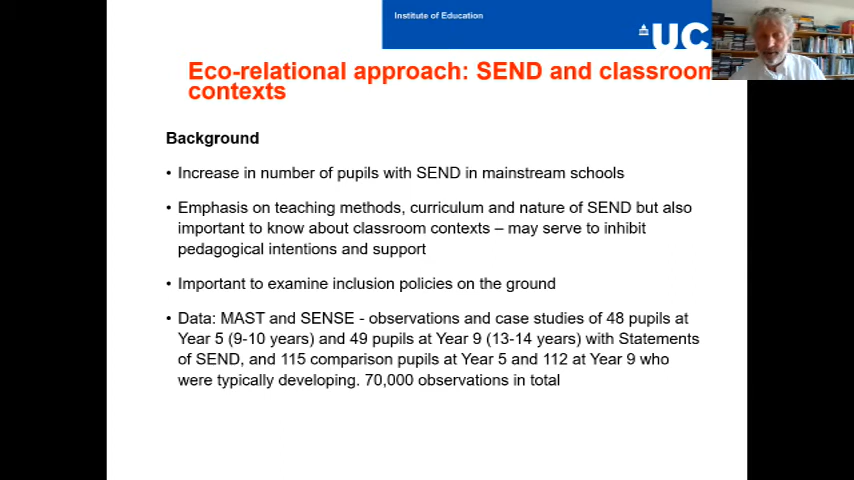 Institute of Education
UC
Eco-relational approach: SEND and classroom
contexts
Background
• Increase in number of pupils with SEND in mainstream schools
• Emphasis on teaching methods, curriculum and nature of SEND but also
important to know about classroom contexts – may serve to inhibit
pedagogical intentions and support
• Important to examine inclusion policies on the ground
• Data: MAST and SENSE - observations and case studies of 48 pupils at
Year 5 (9-10 years) and 49 pupils at Year 9 (13-14 years) with Statements
of SEND, and 115 comparison pupils at Year 5 and 112 at Year 9 who
were typically developing. 70,000 observations in total